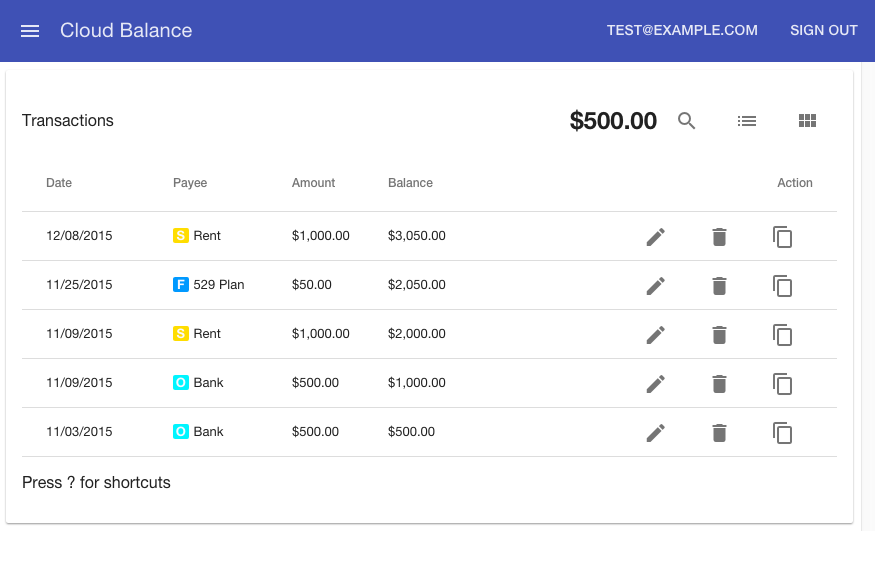 Cloud Balance TEST@EXAMPLE.COM SIGN OUT
Transactions $500.00
Date Payee Amount Balance Action
12/08/2015 S Rent $1,000.00 $3,050.00
11/25/2015 F 529 Plan $50.00 $2,050.00
11/09/2015 S Rent $1,000.00 $2,000.00
11/09/2015 O Bank $500.00 $1,000.00
11/03/2015 O Bank $500.00 $500.00
Press ? for shortcuts